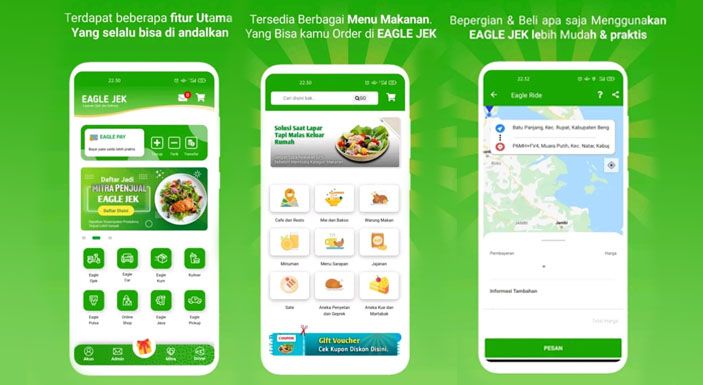 Terdapat beberapa fitur Utama
Yang selalu bisa di andalkan
22.30
EAGLE JEK
EAGLE PAY
Tarik
Transfer
Daftar Jadi
MITRA PENJUAL
EAGLE JEK
Daftar Disini
Eagle
Ojek
Eagle
Car
Eagle
Kurir
Kuliner
Eagle
Pulsa
Online
Shop
Eagle
Jasa
Eagle
Pickup
Akun
Admin
Mitra
Tersedia Berbagai Menu Makanan.
Yang Bisa kamu Order di EAGLE JEK
22.30
Cari disini kak..
GO
Solusi Saat Lapar
Tapi Malas Keluar
Rumah
Cafe dan Resto
Mie dan Bakso
Warung Makan
Minuman
Menu Sarapan
Jajanan
Sate
Aneka Penyetan
dan Geprek
Aneka Kue dan
Martabak
COUPON
Gift Voucher
Cek Kupon Diskon Disini.
Bepergian & Beli apa saja Menggunakan
EAGLE JEK lebih Mudah & praktis
22.32
Eagle Ride
Batu Panjang, Kec. Rupat, Kabupaten Beng
PXMH+FV4, Muara Putih, Kec. Natar, Kabup
Jambi
Pembayaran
Harga
Informasi Tambahan
Total Harga
PESAN